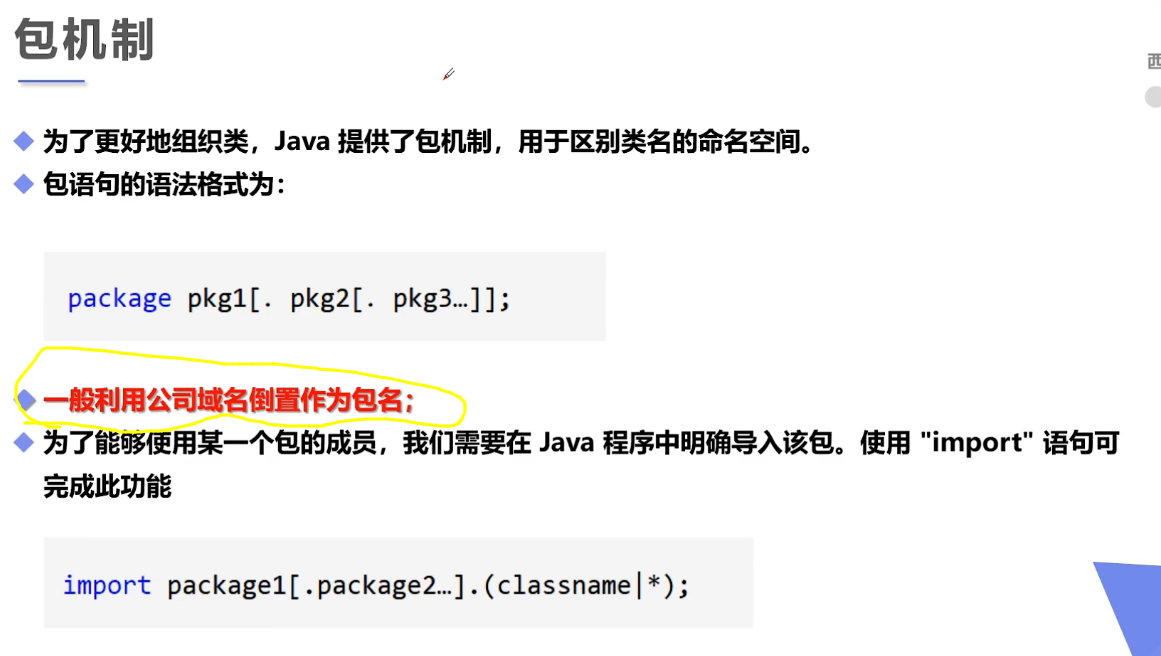 包机制
西
为了更好地组织类，Java 提供了包机制，用于区别类名的命名空间。
包语句的语法格式为：
package pkg1[. pkg2[. pkg3…]];
一般利用公司域名倒置作为包名；
为了能够使用某一个包的成员，我们需要在 Java 程序中明确导入该包。使用 "import" 语句可
完成此功能
import package1[.package2…].(classname|*);